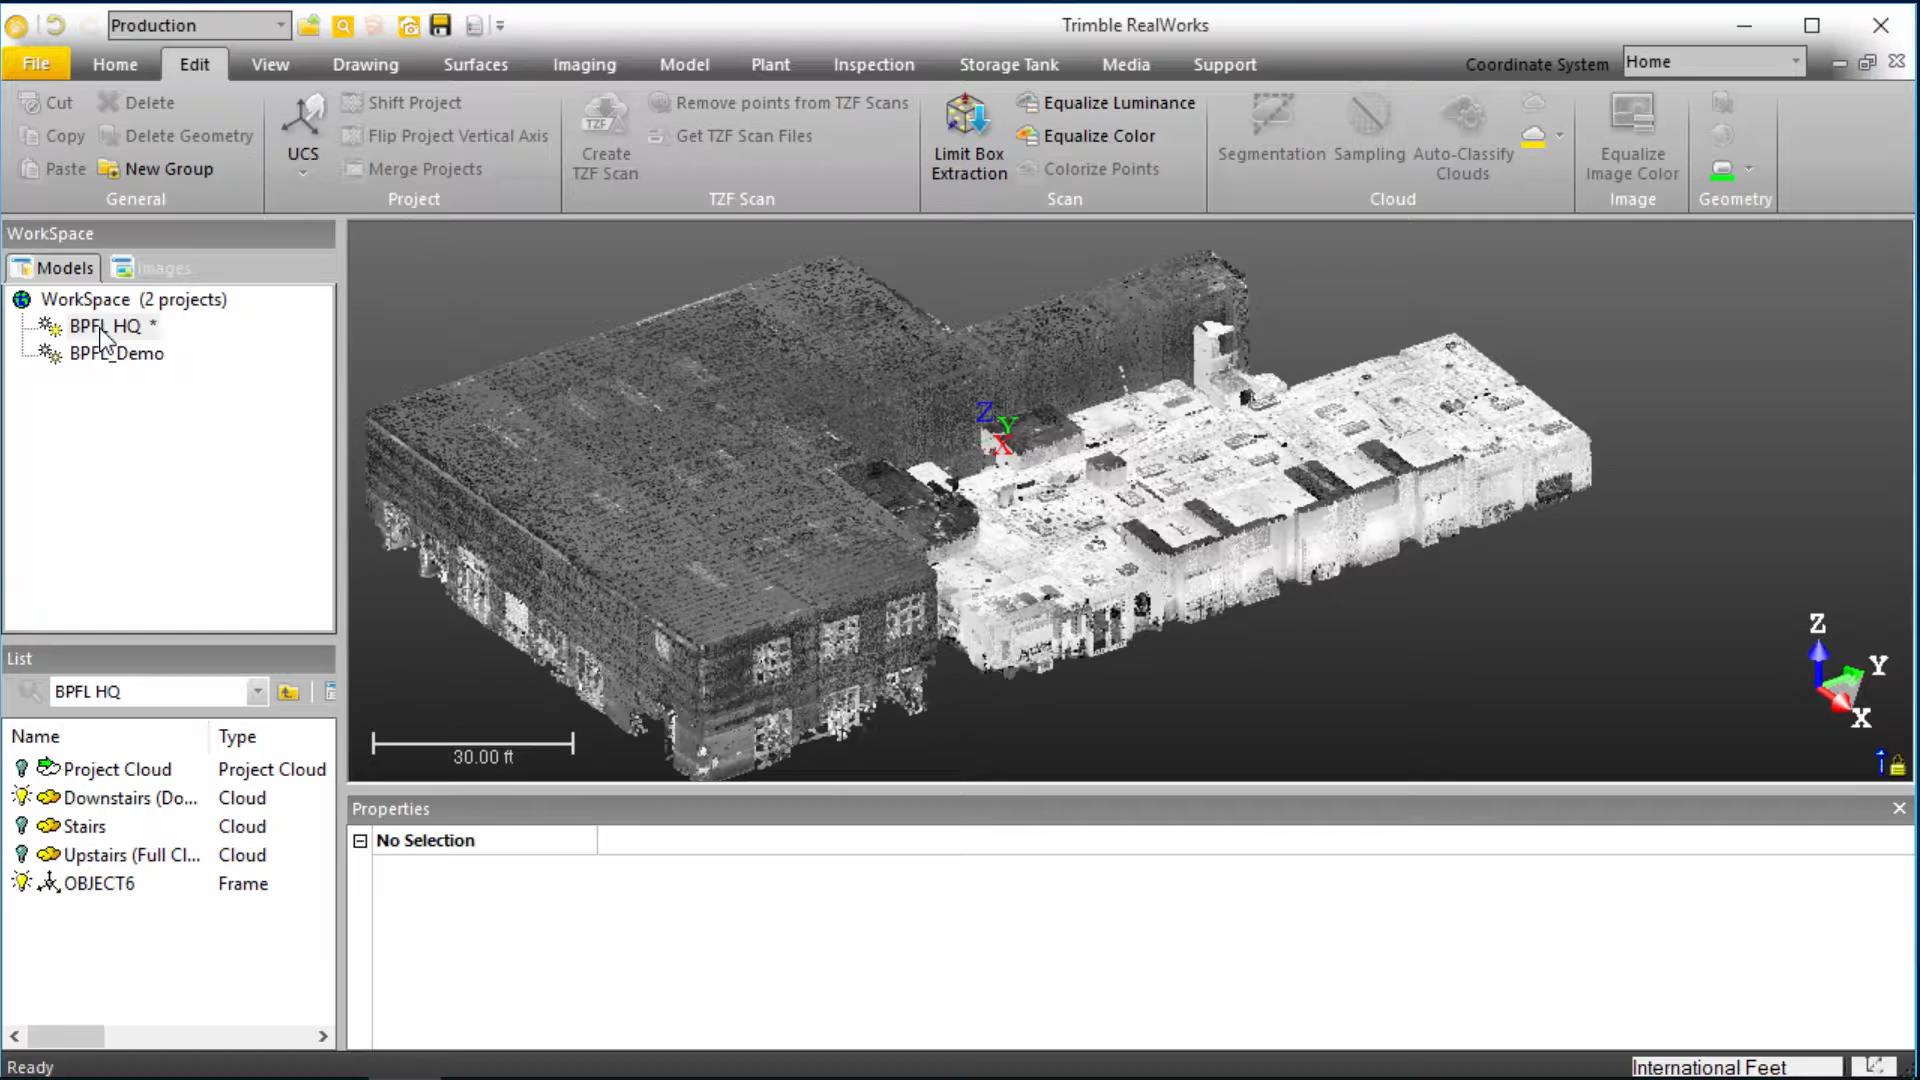 Production
Trimble RealWorks
File Home Edit View Drawing Surfaces Imaging Model Plant Inspection Storage Tank Media Support Coordinate System Home
Cut Delete Shift Project Remove points from TZF Scans Equalize Luminance
Copy Delete Geometry Flip Project Vertical Axis TZF Get TZF Scan Files Equalize Color
UCS Create TZF Scan Limit Box Extraction Segmentation Sampling Auto-Classify Clouds Equalize Image Color
Paste New Group Merge Projects Colorize Points
General Project TZF Scan Scan Cloud Image Geometry
WorkSpace
Models Images
WorkSpace (2 projects)
BPFL HQ *
BPFL_Demo
Z
Y
X
Z
Y
X
30.00 ft
List
BPFL HQ
Name Type
Project Cloud Project Cloud
Downstairs (Do... Cloud
Stairs Cloud
Upstairs (Full Cl... Cloud
OBJECT6 Frame
Properties
No Selection
Ready
International Feet